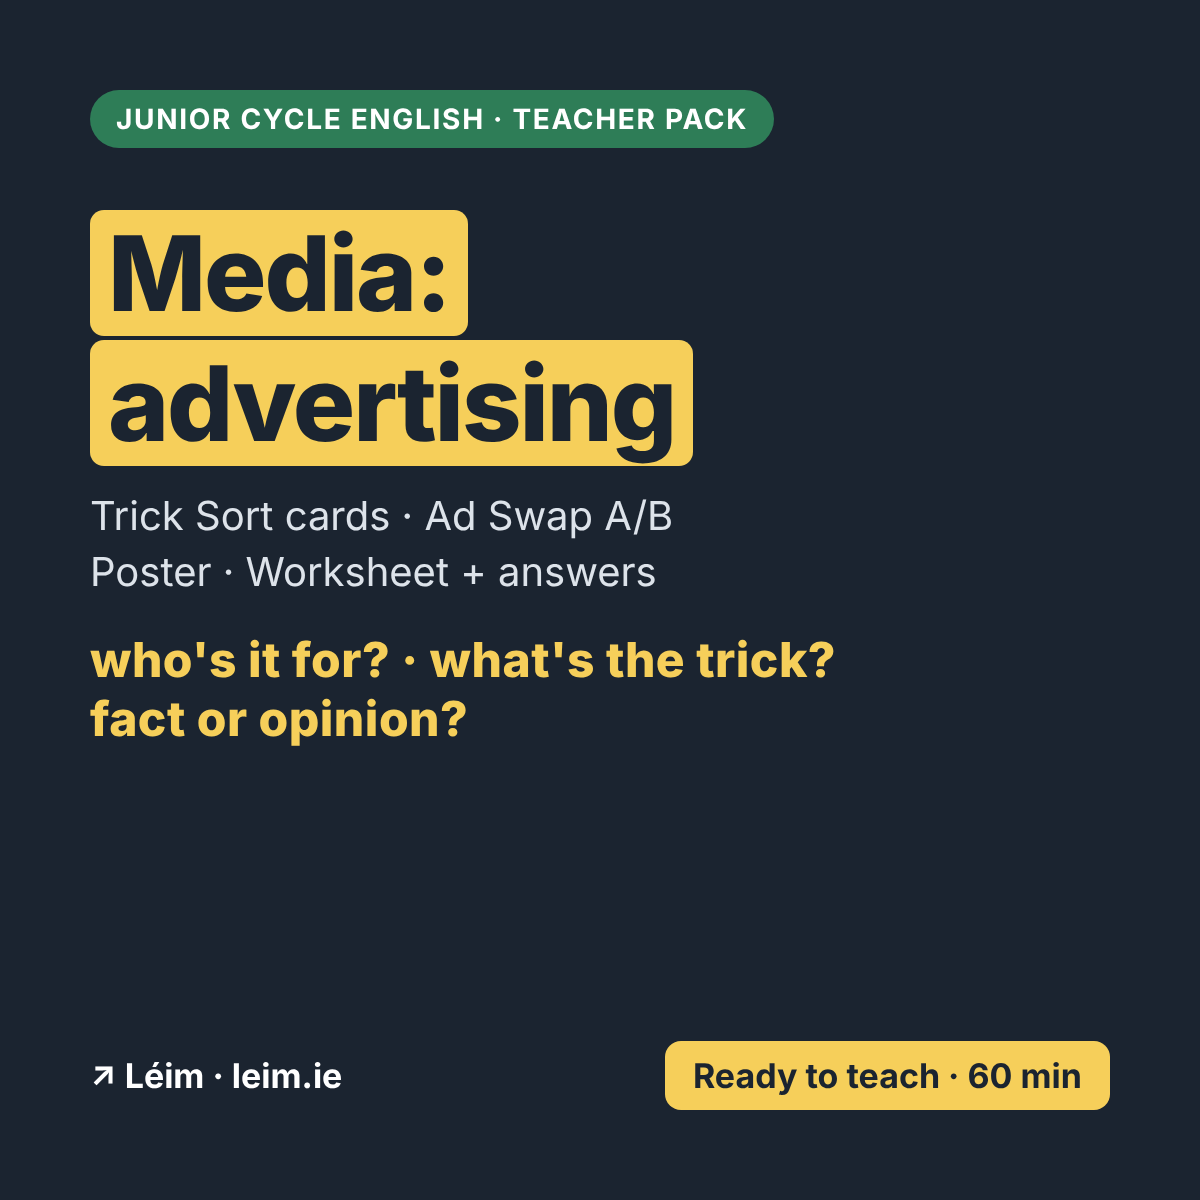 JUNIOR CYCLE ENGLISH · TEACHER PACK
Media:
advertising
Trick Sort cards · Ad Swap A/B
Poster · Worksheet + answers
who's it for? · what's the trick?
fact or opinion?
↗ Léim · leim.ie
Ready to teach · 60 min